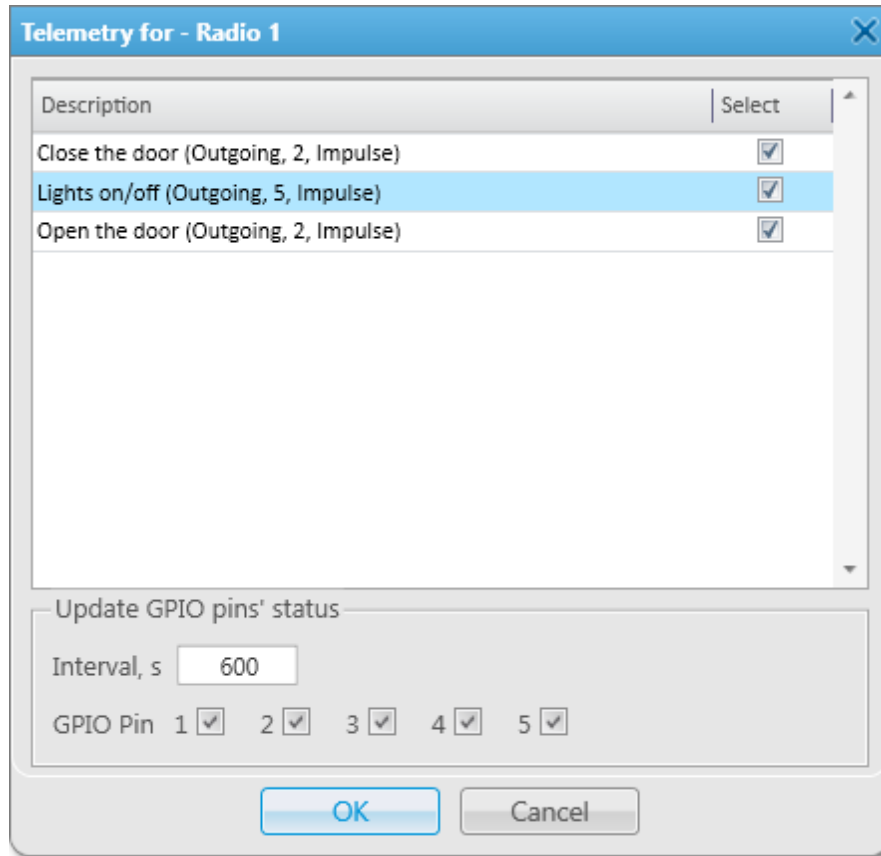 Telemetry for - Radio 1
Description Select
Close the door (Outgoing, 2, Impulse)
Lights on/off (Outgoing, 5, Impulse)
Open the door (Outgoing, 2, Impulse)
Update GPIO pins' status
Interval, s 600
GPIO Pin 1 2 3 4 5
OK Cancel